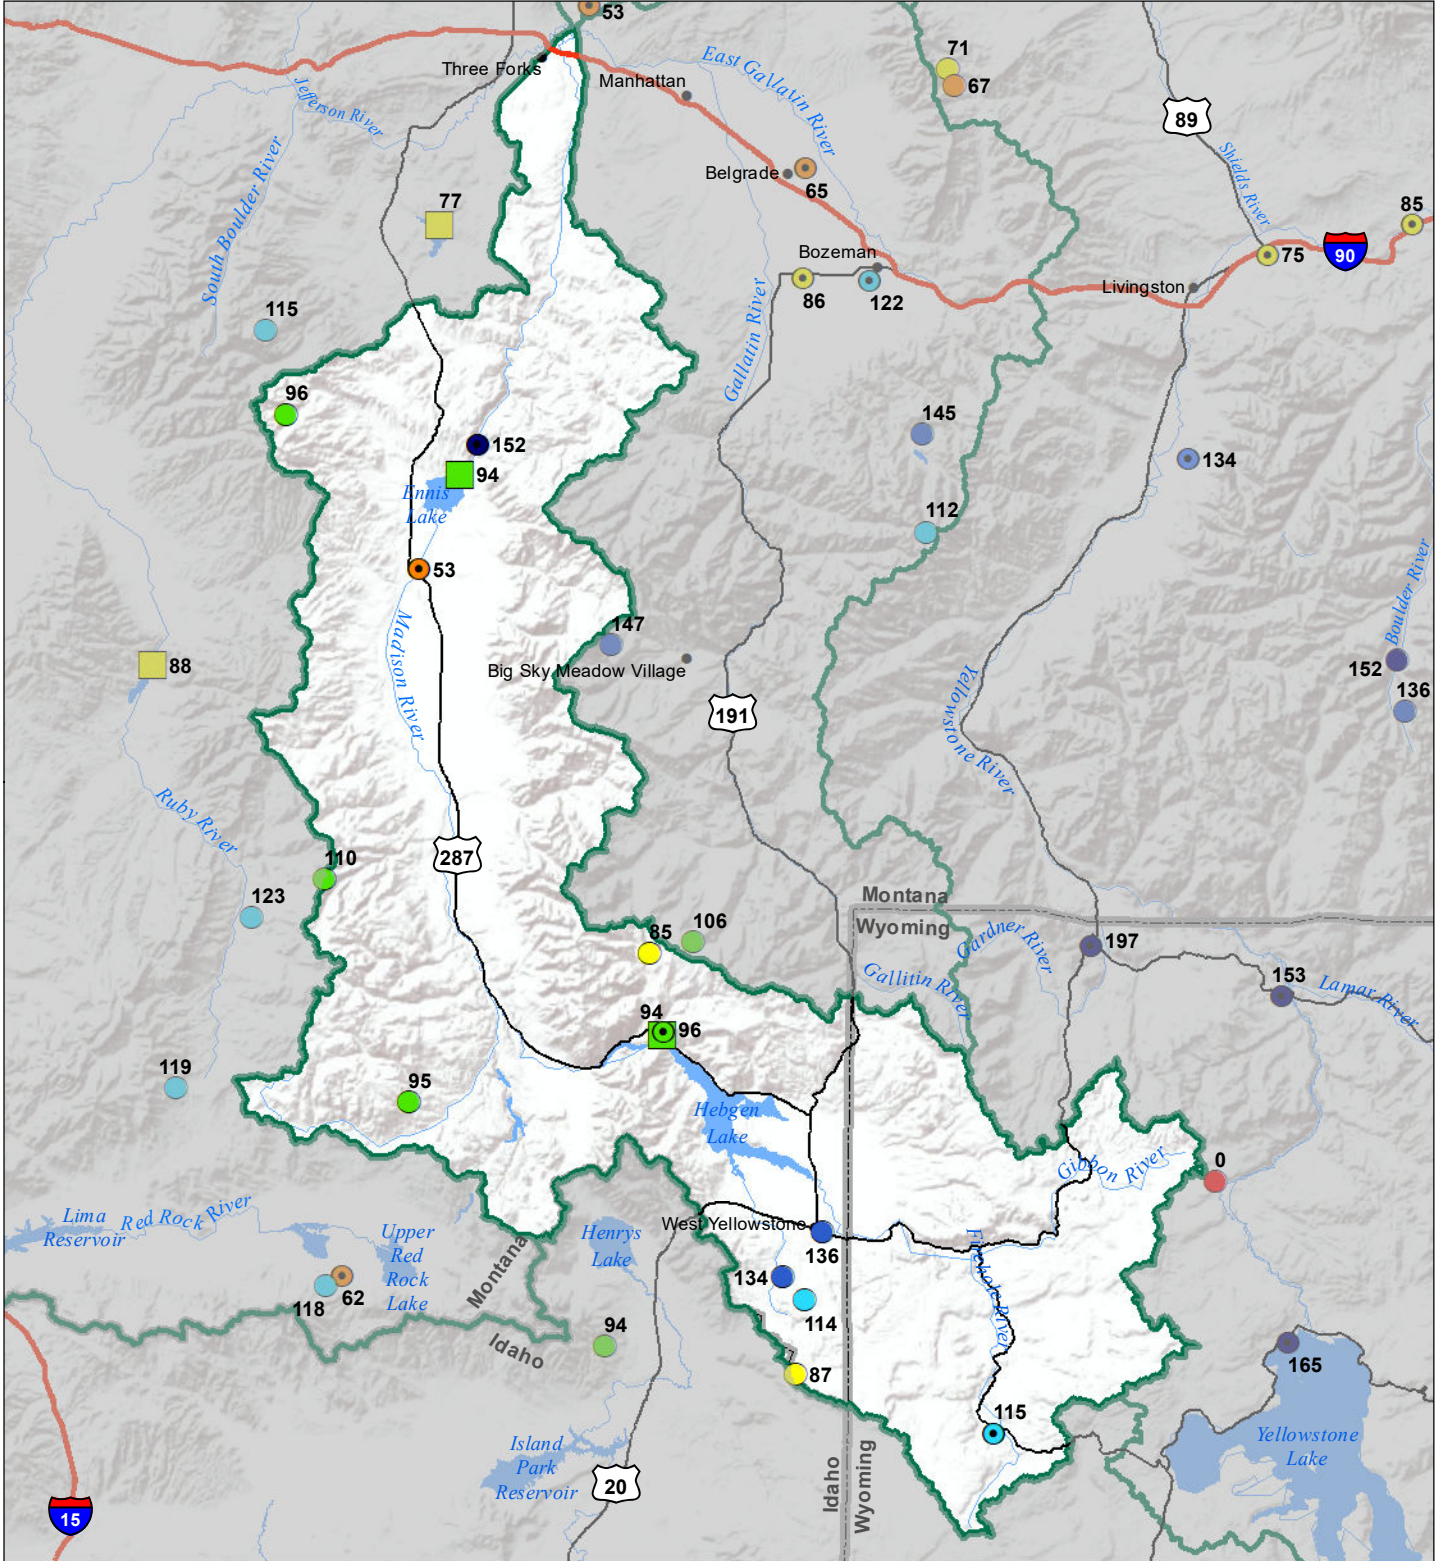 53
71
Three Forks
East Gallatin River
Manhattan
67
Jefferson River
89
South Boulder River
Shields River
Belgrade
65
77
85
90
Bozeman
75
86
122
Livingston
Gallatin River
115
96
145
152
134
94
Ennis
Lake
112
53
Boulder River
Madison River
147
88
Big Sky Meadow Village
152
136
Yellowstone River
191
Ruby River
287
110
123
Montana
Wyoming
106
85
Gardner River
197
Gallitin River
153
Lamar River
94
96
119
95
Hebgen
Lake
Gibbon River
0
Lima
Reservoir
Red Rock River
Upper
Red
Rock
Lake
Henrys
Lake
West Yellowstone
136
Firehole River
Montana
134
114
118
62
Idaho
94
165
87
115
Yellowstone
Lake
Island
Park
Reservoir
20
Idaho
Wyoming
15